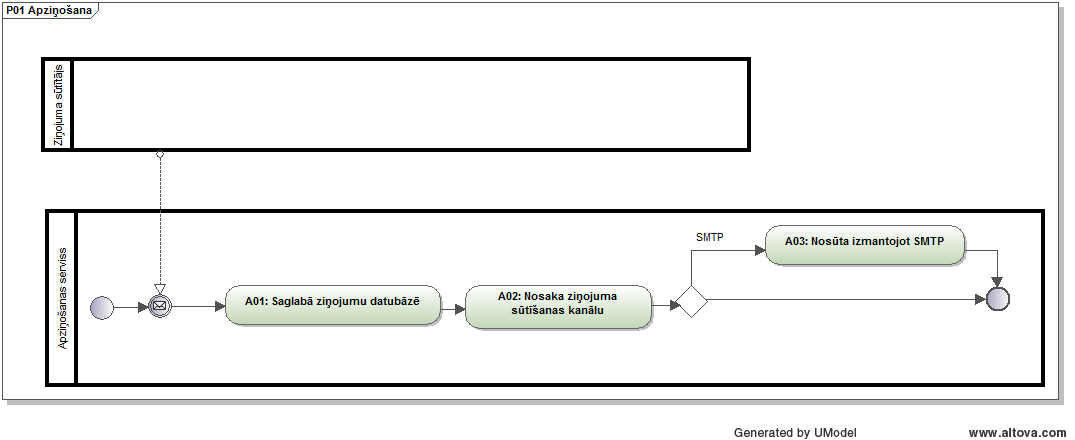 P01 Apziņošana
Ziņojuma sūtītājs
Apziņošanas serviss
SMTP
A03: Nosūta izmantojot SMTP
A01: Saglabā ziņojumu datubāzē
A02: Nosaka ziņojuma
sūtīšanas kanālu
Generated by UModel
www.altova.com